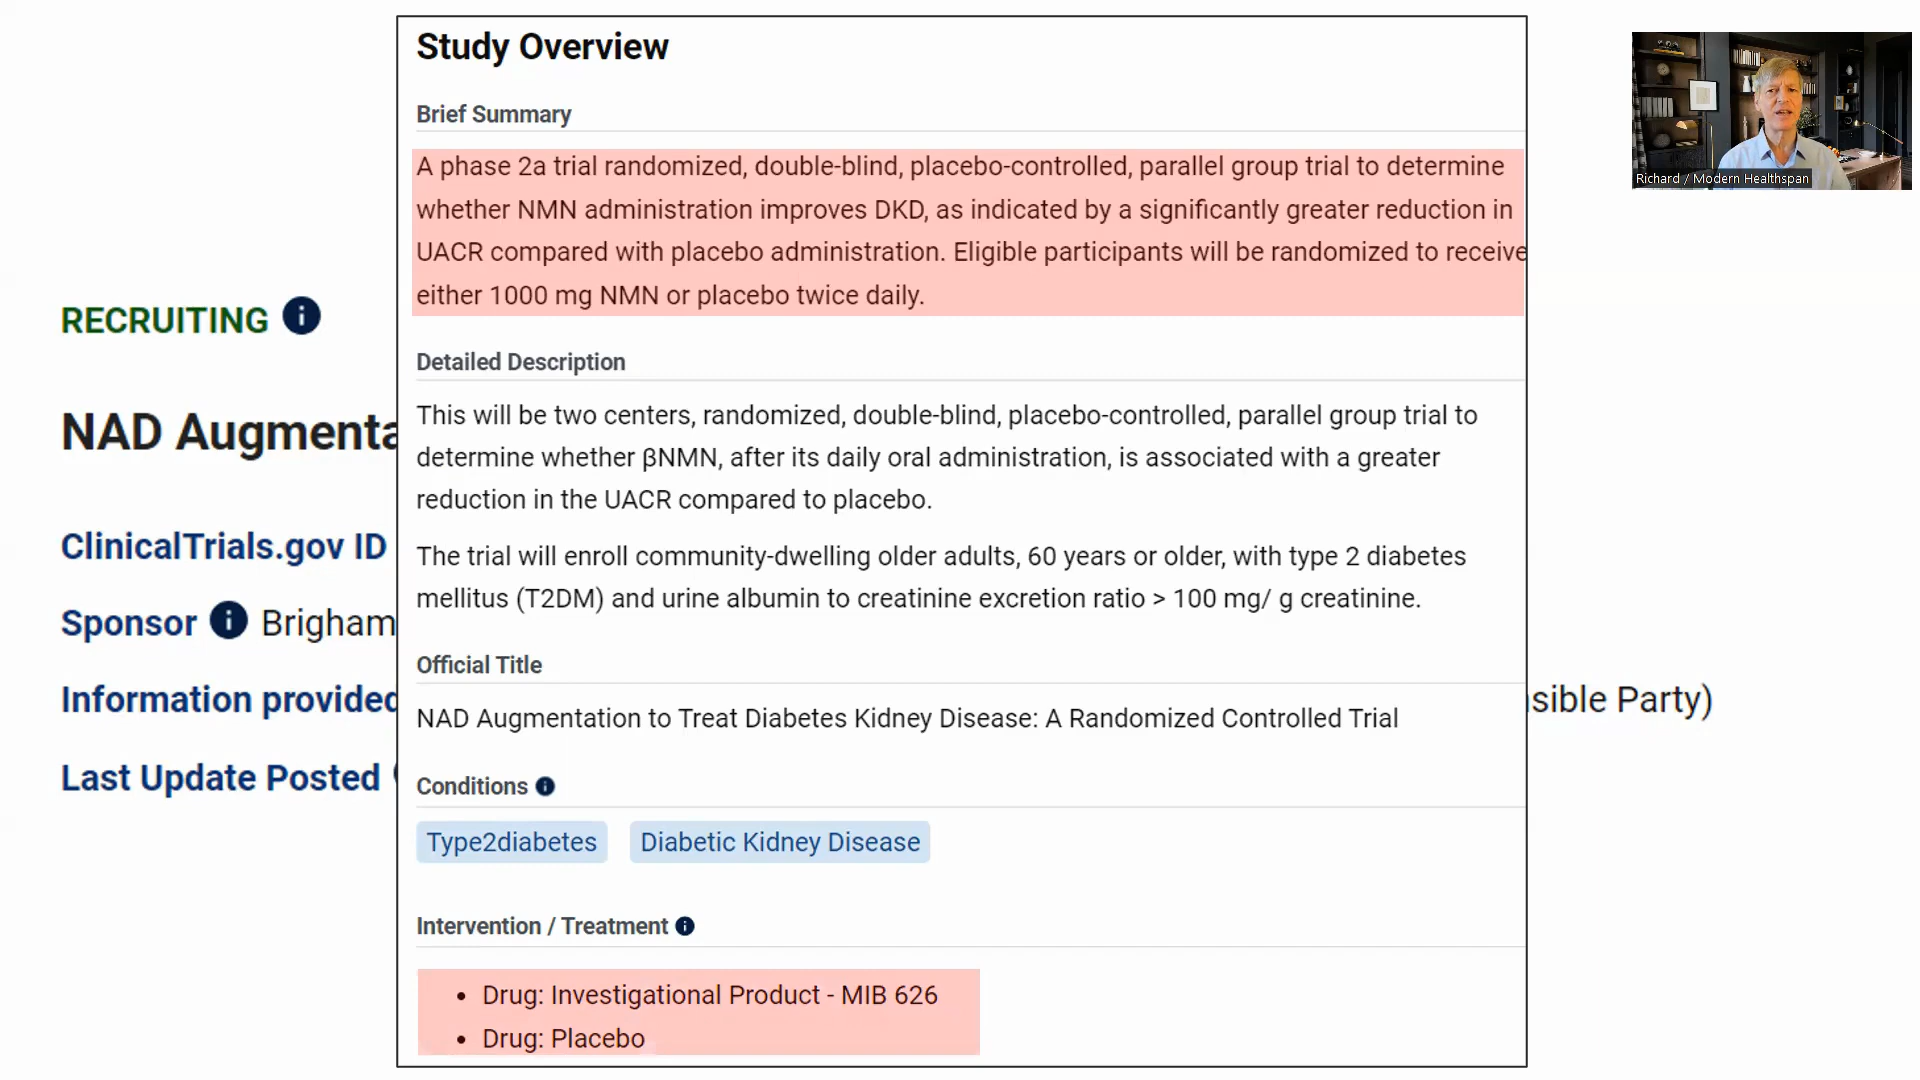 Study Overview
Brief Summary
A phase 2a trial randomized, double-blind, placebo-controlled, parallel group trial to determine
whether NMN administration improves DKD, as indicated by a significantly greater reduction in
UACR compared with placebo administration. Eligible participants will be randomized to receive
either 1000 mg NMN or placebo twice daily.
Detailed Description
This will be two centers, randomized, double-blind, placebo-controlled, parallel group trial to
determine whether βNMN, after its daily oral administration, is associated with a greater
reduction in the UACR compared to placebo.
The trial will enroll community-dwelling older adults, 60 years or older, with type 2 diabetes
mellitus (T2DM) and urine albumin to creatinine excretion ratio > 100 mg/ g creatinine.
Official Title
NAD Augmentation to Treat Diabetes Kidney Disease: A Randomized Controlled Trial
Conditions
Type2diabetes Diabetic Kidney Disease
Intervention / Treatment
• Drug: Investigational Product - MIB 626
• Drug: Placebo
RECRUITING
NAD Augmenta
ClinicalTrials.gov ID
Sponsor Brigham
Information provided
sible Party)
Last Update Posted
Richard / Modern Healthspan